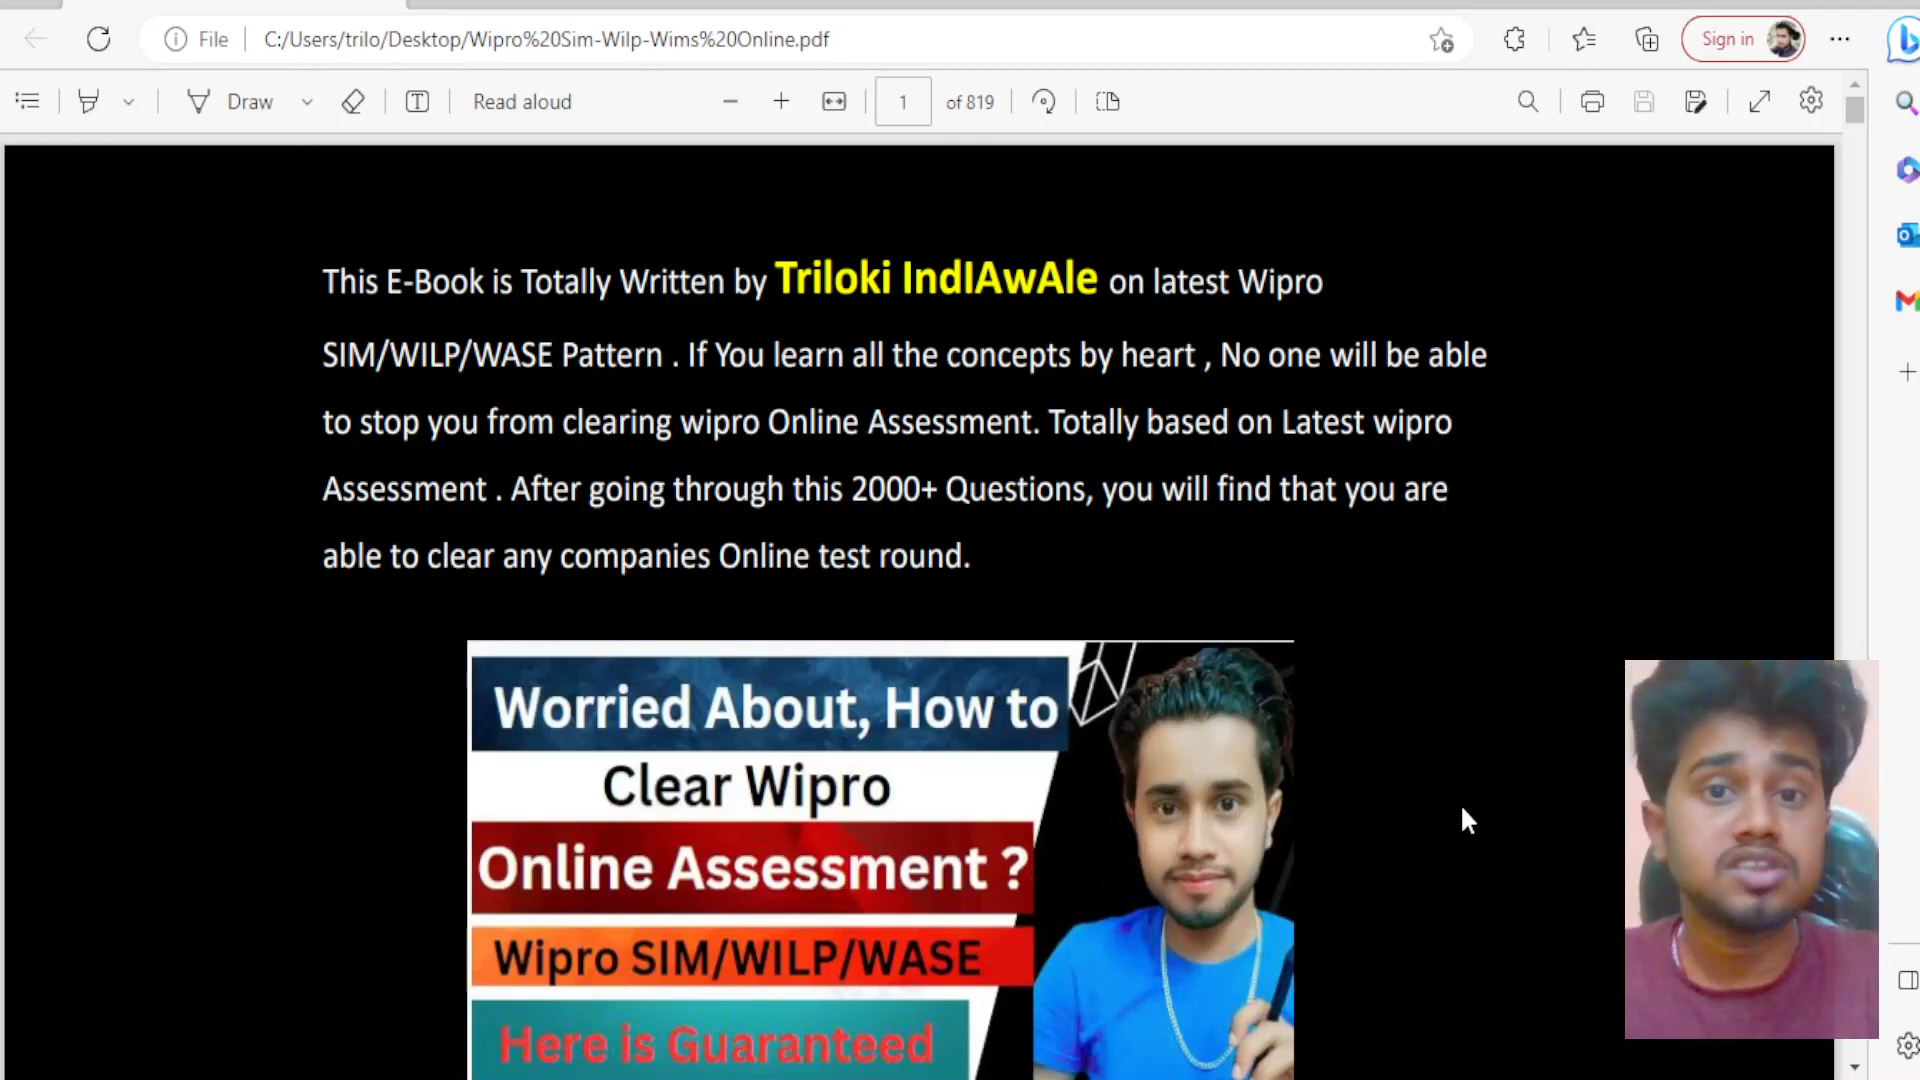 File
C:/Users/trilo/Desktop/Wipro%20Sim-Wilp-Wims%20Online.pdf
Sign in
Draw
Read aloud
1
of 819
This E-Book is Totally Written by Triloki IndIAwAle on latest Wipro
SIM/WILP/WASE Pattern . If You learn all the concepts by heart , No one will be able
to stop you from clearing wipro Online Assessment. Totally based on Latest wipro
Assessment . After going through this 2000+ Questions, you will find that you are
able to clear any companies Online test round.
Worried About, How to
Clear Wipro
Online Assessment ?
Wipro SIM/WILP/WASE
Here is Guaranteed